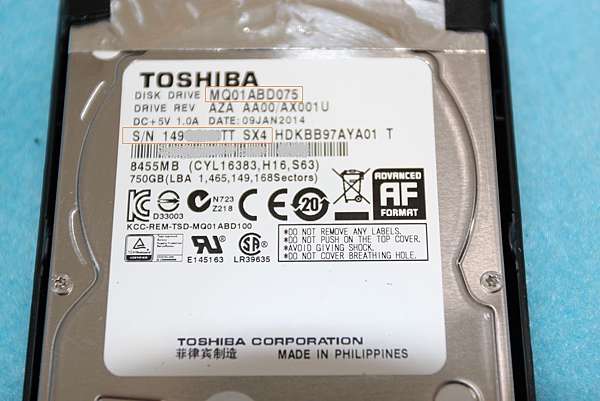 TOSHIBA
DISK DRIVE MQ01ABD075
DRIVE REV AZA AA00/AX001U
DC+5V 1.0A DATE:09JAN2014
S/N 149 TT SX4 HDKBB97AYA01 T
8455MB (CYL16383,H16,S63)
750GB(LBA 1,465,149,168Sectors)
D33003
N723
Z218
20
ADVANCED
AF
FORMAT
KCC-REM-TSD-MQ01ABD100
E145163
LR39635
*DO NOT REMOVE ANY LABELS.
*DO NOT PUSH ON THE TOP COVER.
*AVOID GIVING SHOCK.
*DO NOT COVER BREATHING HOLE.
TOSHIBA CORPORATION
菲律宾制造 MADE IN PHILIPPINES